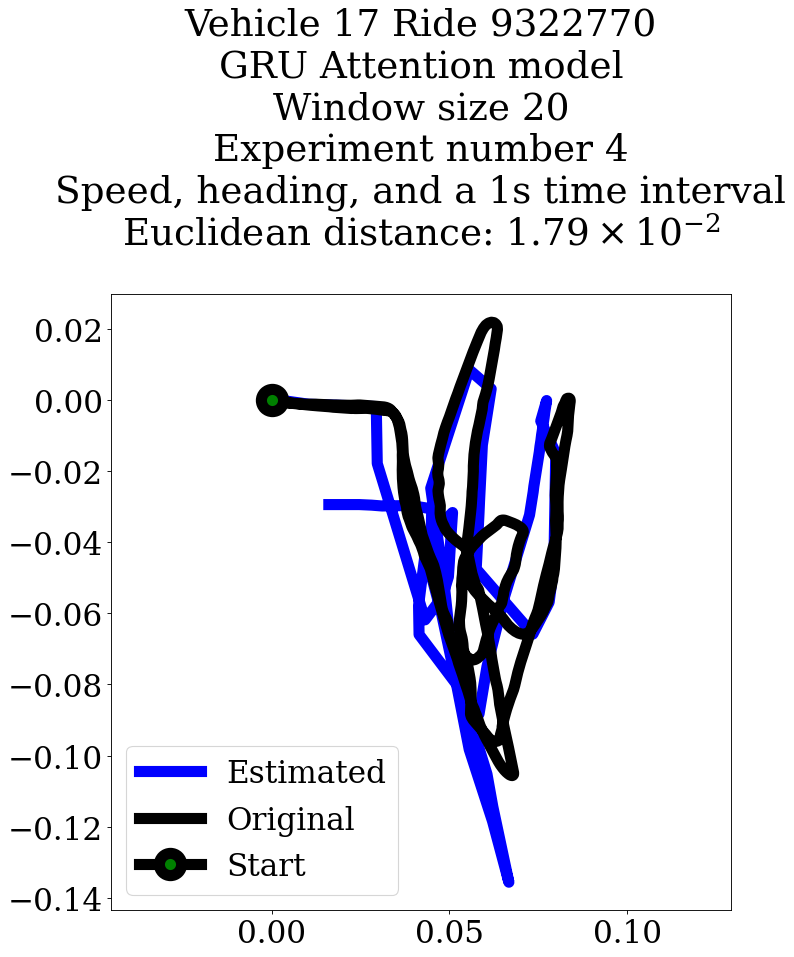 Vehicle 17 Ride 9322770
GRU Attention model
Window size 20
Experiment number 4
Speed, heading, and a 1s time interval
Euclidean distance: 1.79 × 10⁻²
0.02
0.00
−0.02
−0.04
−0.06
−0.08
−0.10
−0.12
−0.14
Estimated
Original
Start
0.00 0.05 0.10